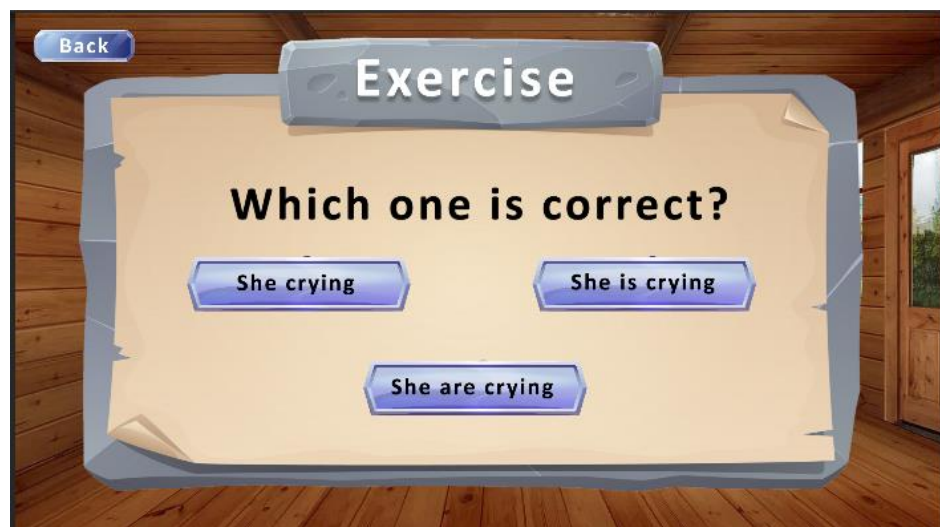 Back
Exercise
Which one is correct?
She crying
She is crying
She are crying